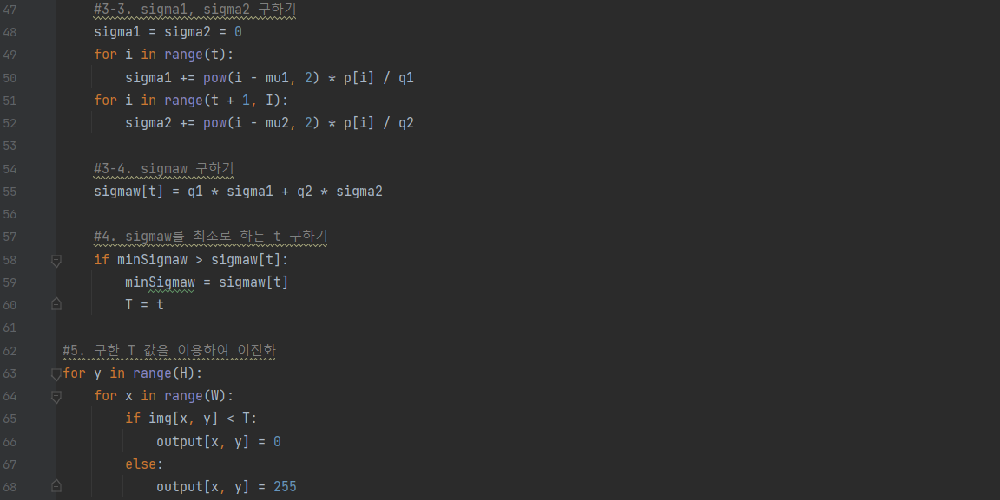 47 #3-3. sigma1, sigma2 구하기
48 sigma1 = sigma2 = 0
49 for i in range(t):
50 sigma1 += pow(i - mu1, 2) * p[i] / q1
51 for i in range(t + 1, I):
52 sigma2 += pow(i - mu2, 2) * p[i] / q2
53
54 #3-4. sigmaw 구하기
55 sigmaw[t] = q1 * sigma1 + q2 * sigma2
56
57 #4. sigmaw를 최소로 하는 t 구하기
58 if minSigmaw > sigmaw[t]:
59 minSigmaw = sigmaw[t]
60 T = t
61
62 #5. 구한 T 값을 이용하여 이진화
63 for y in range(H):
64 for x in range(W):
65 if img[x, y] < T:
66 output[x, y] = 0
67 else:
68 output[x, y] = 255